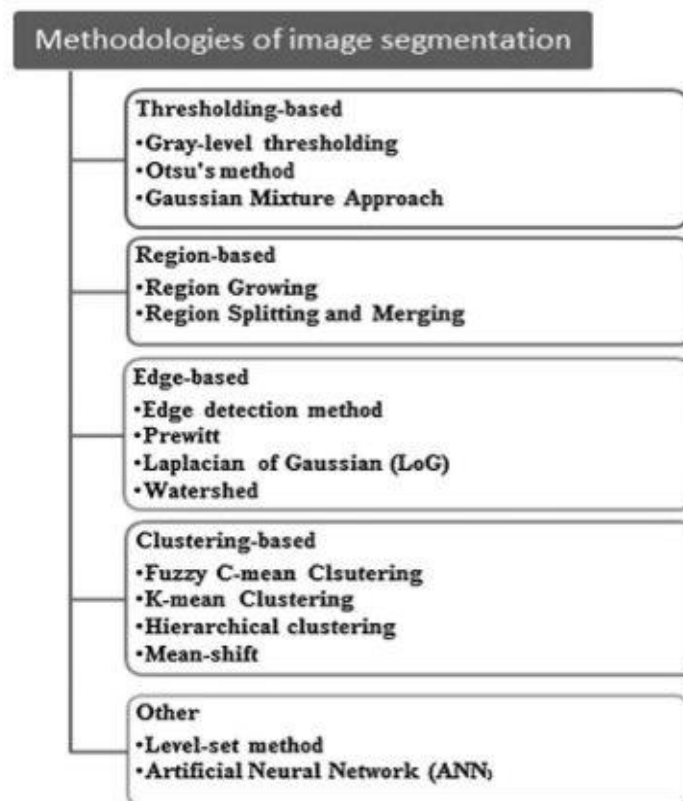 Methodologies of image segmentation
Thresholding-based
•Gray-level thresholding
•Otsu's method
•Gaussian Mixture Approach
Region-based
•Region Growing
•Region Splitting and Merging
Edge-based
•Edge detection method
•Prewitt
•Laplacian of Gaussian (LoG)
•Watershed
Clustering-based
•Fuzzy C-mean Clsutering
•K-mean Clustering
•Hierarchical clustering
•Mean-shift
Other
•Level-set method
•Artificial Neural Network (ANN)